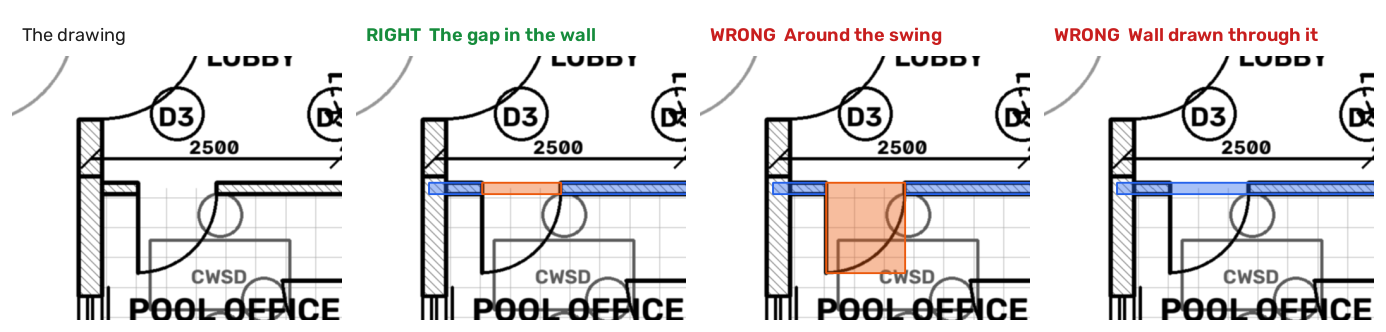 The drawing
RIGHT The gap in the wall
WRONG Around the swing
WRONG Wall drawn through it
LOBBY
LOBBY
LOBBY
LOBBY
D3
D3
D3
D3
2500
2500
2500
2500
CWSD
CWSD
CWSD
CWSD
POOL OFFICE
POOL OFFICE
POOL OFFICE
POOL OFFICE